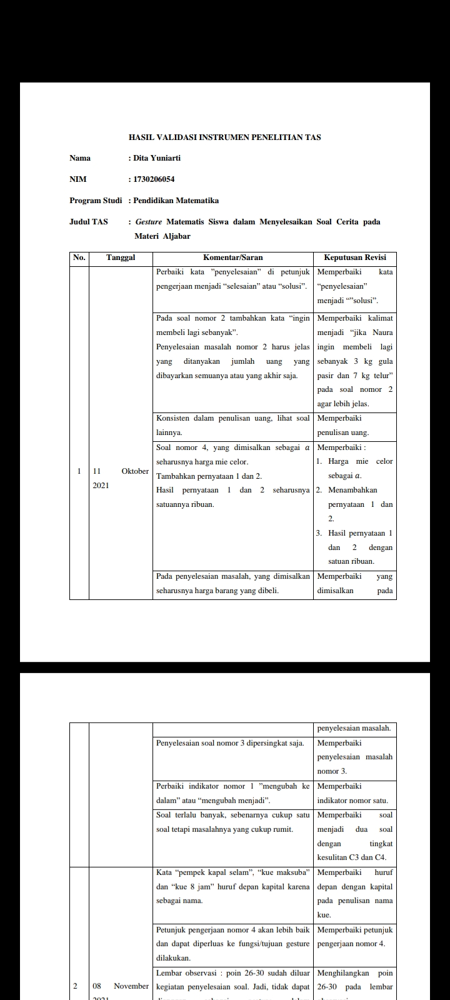 HASIL VALIDASI INSTRUMEN PENELITIAN TAS
Nama : Dita Yuniarti
NIM : 1730206054
Program Studi : Pendidikan Matematika
Judul TAS : Gesture Matematis Siswa dalam Menyelesaikan Soal Cerita pada
Materi Aljabar
No. Tanggal Komentar/Saran Keputusan Revisi
1
11 Oktober
2021
Perbaiki kata ”penyelesaian” di petunjuk
pengerjaan menjadi “selesaian” atau “solusi”.
Memperbaiki kata
“penyelesaian”
menjadi “”solusi”.
Pada soal nomor 2 tambahkan kata “ingin
membeli lagi sebanyak”.
Penyelesaian masalah nomor 2 harus jelas
yang ditanyakan jumlah uang yang
dibayarkan semuanya atau yang akhir saja.
Memperbaiki kalimat
menjadi “jika Naura
ingin membeli lagi
sebanyak 3 kg gula
pasir dan 7 kg telur”
pada soal nomor 2
agar lebih jelas.
Konsisten dalam penulisan uang, lihat soal
lainnya.
Memperbaiki
penulisan uang.
Soal nomor 4, yang dimisalkan sebagai a
seharusnya harga mie celor.
Tambahkan pernyataan 1 dan 2.
Hasil pernyataan 1 dan 2 seharusnya
satuannya ribuan.
Memperbaiki :
1. Harga mie celor
sebagai a.
2. Menambahkan
pernyataan 1 dan
2.
3. Hasil pernyataan 1
dan 2 dengan
satuan ribuan.
Pada penyelesaian masalah, yang dimisalkan
seharusnya harga barang yang dibeli.
Memperbaiki yang
dimisalkan pada
penyelesaian masalah.
Penyelesaian soal nomor 3 dipersingkat saja.
Memperbaiki
penyelesaian masalah
nomor 3.
Perbaiki indikator nomor 1 ”mengubah ke
dalam” atau “mengubah menjadi”.
Memperbaiki
indikator nomor satu.
Soal terlalu banyak, sebenarnya cukup satu
soal tetapi masalahnya yang cukup rumit.
Memperbaiki soal
menjadi dua soal
dengan tingkat
kesulitan C3 dan C4.
2
08 November
Kata “pempek kapal selam”, “kue maksuba”
dan “kue 8 jam” huruf depan kapital karena
sebagai nama.
Memperbaiki huruf
depan dengan kapital
pada penulisan nama
kue.
Petunjuk pengerjaan nomor 4 akan lebih baik
dan dapat diperluas ke fungsi/tujuan gesture
dilakukan.
Memperbaiki petunjuk
pengerjaan nomor 4.
Lembar observasi : poin 26-30 sudah diluar
kegiatan penyelesaian soal. Jadi, tidak dapat
Menghilangkan poin
26-30 pada lembar